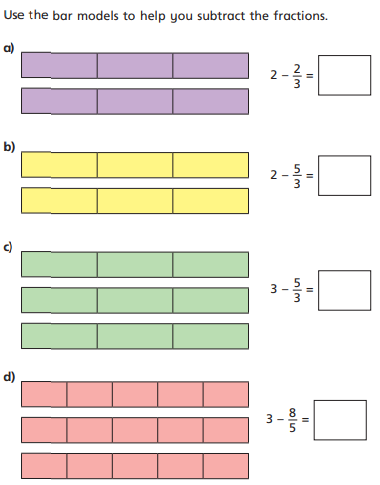 Use the bar models to help you subtract the fractions.
a)
2 - 2/3 =
b)
2 - 5/3 =
c)
3 - 5/3 =
d)
3 - 8/5 =